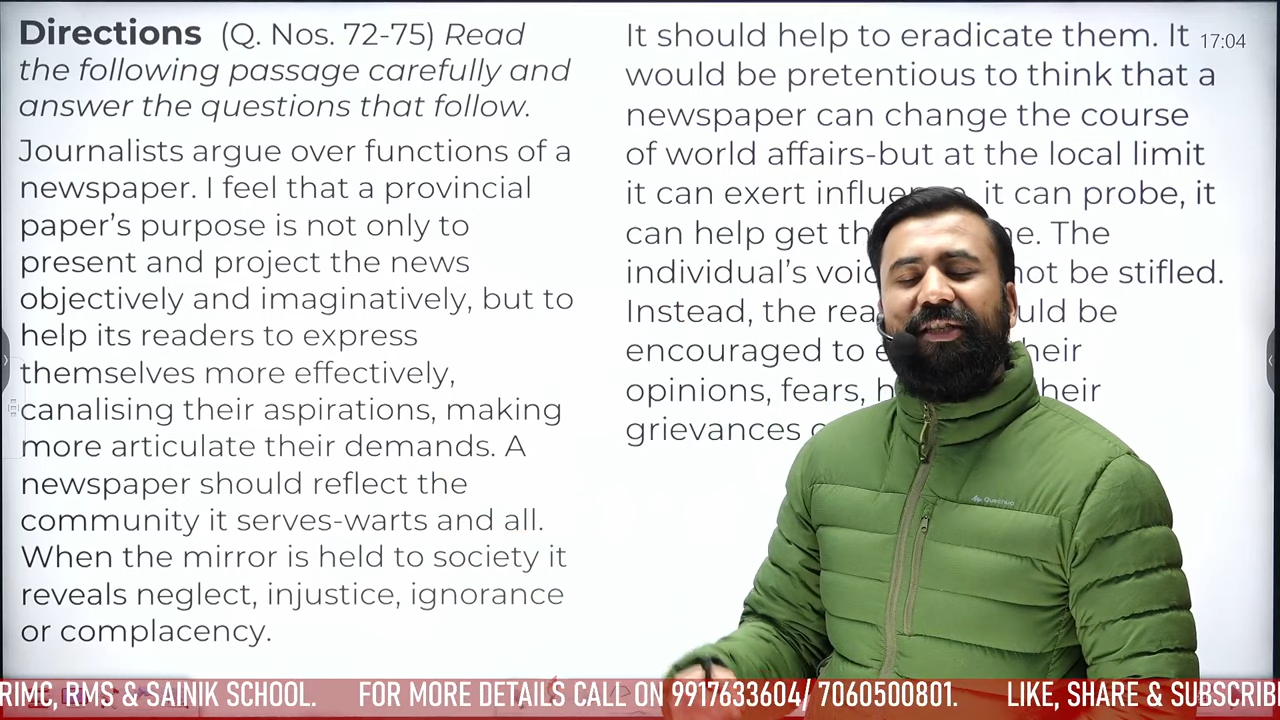 Directions (Q. Nos. 72-75) Read
the following passage carefully and
answer the questions that follow.
Journalists argue over functions of a
newspaper. I feel that a provincial
paper's purpose is not only to
present and project the news
objectively and imaginatively, but to
help its readers to express
themselves more effectively,
canalising their aspirations, making
more articulate their demands. A
newspaper should reflect the
community it serves-warts and all.
When the mirror is held to society it
reveals neglect, injustice, ignorance
or complacency.
It should help to eradicate them. It
17:04
would be pretentious to think that a
newspaper can change the course
of world affairs-but at the local limit
it can exert it can probe, it
can help get The
individual's not be stifled.
Instead, the be
encouraged to
opinions, fears,
grievances
Quechua
RIMC, RMS & SAINIK SCHOOL. FOR MORE DETAILS CALL ON 9917633604/ 7060500801. LIKE, SHARE &